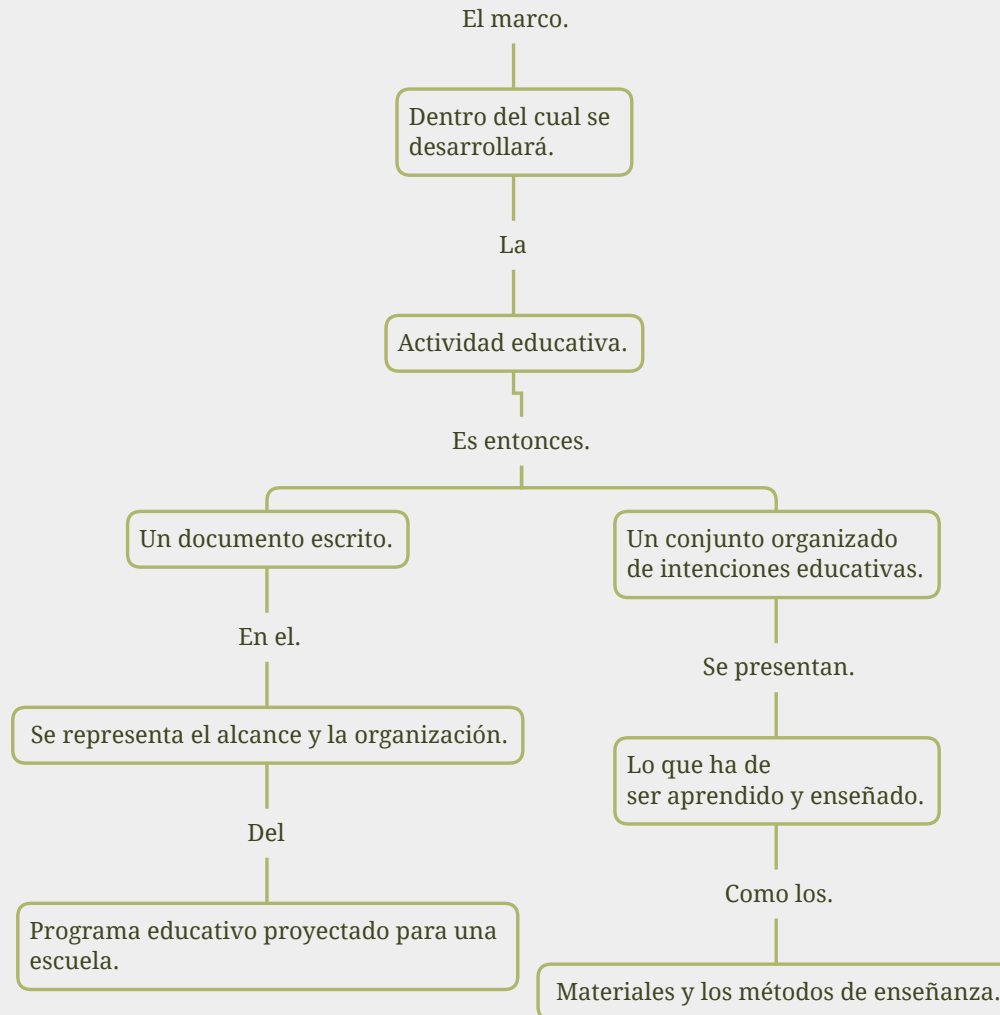 El marco.
Dentro del cual se
desarrollará.
La
Actividad educativa.
Es entonces.
Un documento escrito.
En el.
Se representa el alcance y la organización.
Del
Programa educativo proyectado para una
escuela.
Un conjunto organizado
de intenciones educativas.
Se presentan.
Lo que ha de
ser aprendido y enseñado.
Como los.
Materiales y los métodos de enseñanza.